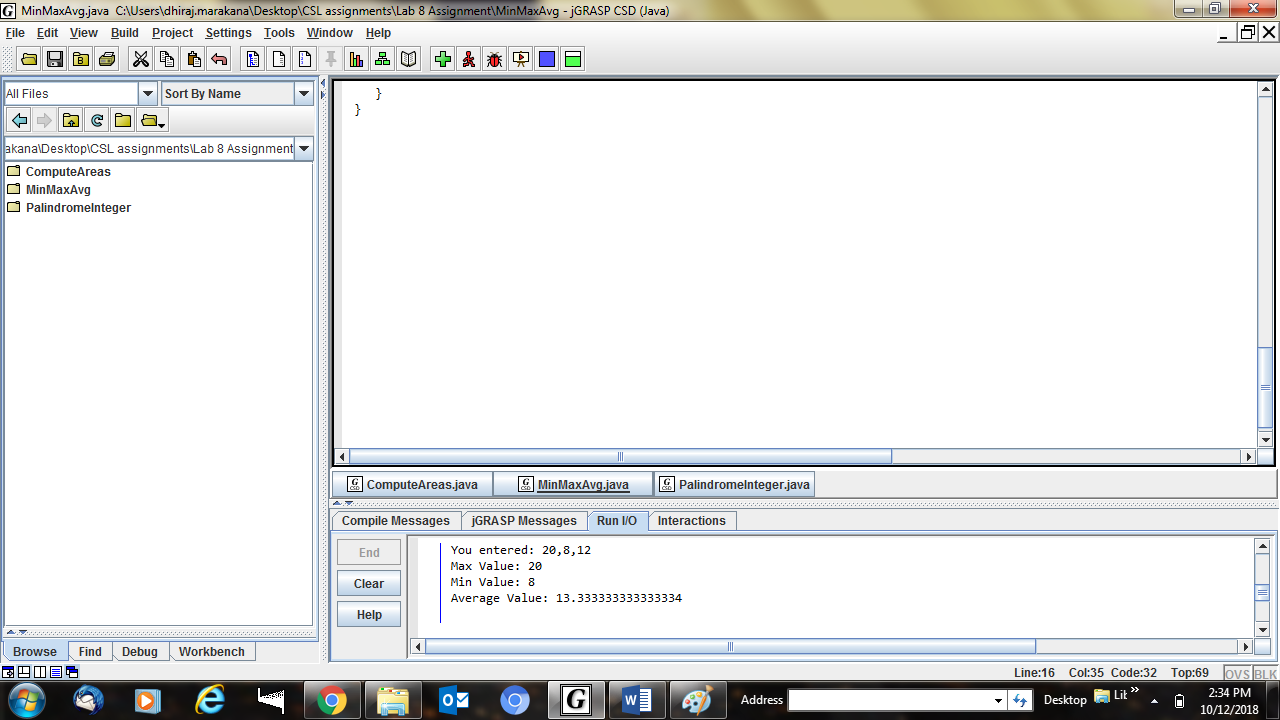 MinMaxAvg.java  C:\Users\dhiraj.marakana\Desktop\CSL assignments\Lab 8 Assignment\MinMaxAvg - jGRASP CSD (Java)
File Edit View Build Project Settings Tools Window Help
All Files Sort By Name
akana\Desktop\CSL assignments\Lab 8 Assignment
ComputeAreas
MinMaxAvg
PalindromeInteger
Browse Find Debug Workbench
}
}
ComputeAreas.java MinMaxAvg.java PalindromeInteger.java
Compile Messages jGRASP Messages Run I/O Interactions
End
Clear
Help
You entered: 20,8,12
Max Value: 20
Min Value: 8
Average Value: 13.333333333333334
Line:16 Col:35 Code:32 Top:69 OVS BLK
Address Desktop Lib
2:34 PM
10/12/2018